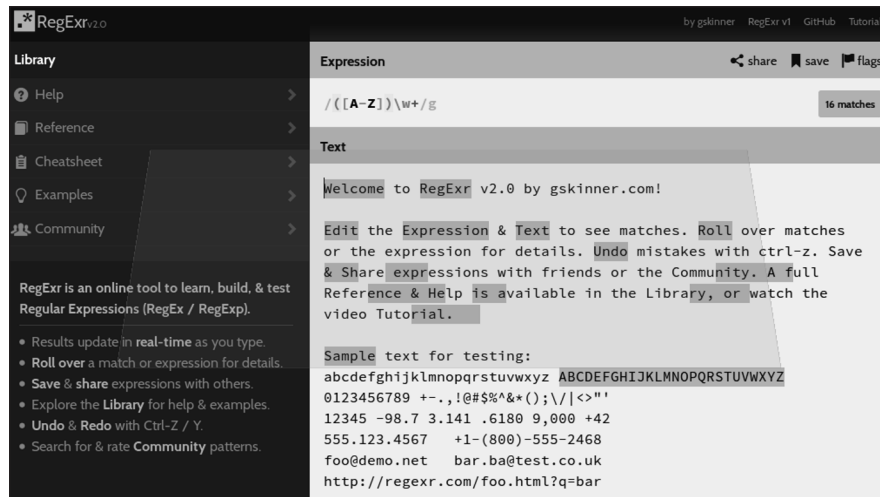 RegExr v2.0
by gskinner RegExr v1 GitHub Tutorial
Library
Help
Reference
Cheatsheet
Examples
Community
RegExr is an online tool to learn, build, & test
Regular Expressions (RegEx / RegExp).
Results update in real-time as you type.
Roll over a match or expression for details.
Save & share expressions with others.
Explore the Library for help & examples.
Undo & Redo with Ctrl-Z / Y.
Search for & rate Community patterns.
Expression
share save flags
/([A-Z])\w+/g
16 matches
Text
Welcome to RegExr v2.0 by gskinner.com!
Edit the Expression & Text to see matches. Roll over matches
or the expression for details. Undo mistakes with ctrl-z. Save
& Share expressions with friends or the Community. A full
Reference & Help is available in the Library, or watch the
video Tutorial.
Sample text for testing:
abcdefghijklmnopqrstuvwxyz ABCDEFGHIJKLMNOPQRSTUVWXYZ
0123456789 +-.,!@#$%^&*();\/|<>"'
12345 -98.7 3.141 .6180 9,000 +42
555.123.4567 +1-(800)-555-2468
foo@demo.net bar.ba@test.co.uk
http://regexr.com/foo.html?q=bar